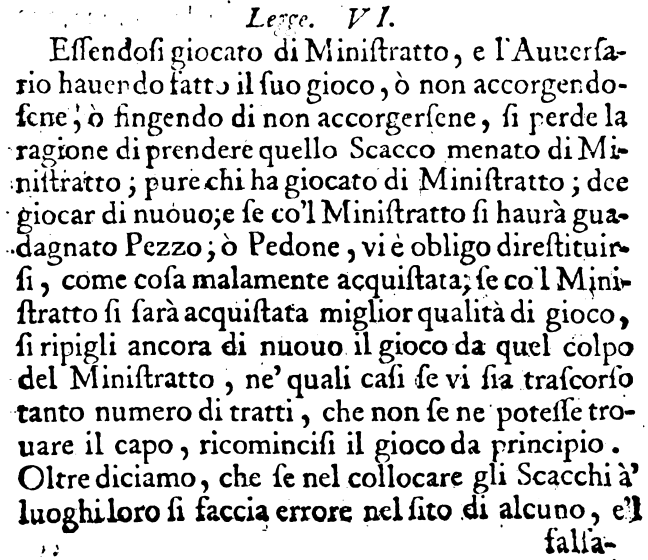 Legge. VI.
Eſſendoſi giocato di Miniſtratto, e l'Auuerſa-
rio hauendo fatto il ſuo gioco, ò non accorgendo-
ſene; ò fingendo di non accorgerſene, ſi perde la
ragione di prendere quello Scacco menato di Mi-
niſtratto; pure chi ha giocato di Miniſtratto; dee
giocar di nuouo; e ſe co'l Miniſtratto ſi haurà gua-
dagnato Pezzo; ò Pedone, vi è obligo direſtituir-
ſi, come coſa malamente acquiſtata; ſe co'l Mini-
ſtratto ſi ſarà acquiſtata miglior qualità di gioco,
ſi ripigli ancora di nuouo il gioco da quel colpo
del Miniſtratto, ne' quali caſi ſe vi ſia traſcorſo
tanto numero di tratti, che non ſe ne poteſſe tro-
uare il capo, ricominciſi il gioco da principio.
Oltre diciamo, che ſe nel collocare gli Scacchi à'
luoghi loro ſi faccia errore nel ſito di alcuno, e'l
falſa-